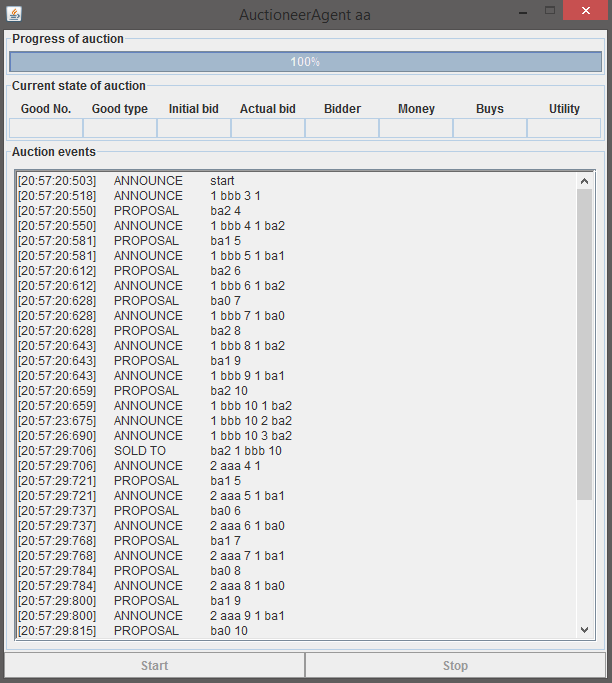 AuctioneerAgent aa
Progress of auction
100%
Current state of auction
Good No. Good type Initial bid Actual bid Bidder Money Buys Utility
Auction events
[20:57:20:503] ANNOUNCE start
[20:57:20:518] ANNOUNCE 1 bbb 3 1
[20:57:20:550] PROPOSAL ba2 4
[20:57:20:550] ANNOUNCE 1 bbb 4 1 ba2
[20:57:20:581] PROPOSAL ba1 5
[20:57:20:581] ANNOUNCE 1 bbb 5 1 ba1
[20:57:20:612] PROPOSAL ba2 6
[20:57:20:612] ANNOUNCE 1 bbb 6 1 ba2
[20:57:20:628] PROPOSAL ba0 7
[20:57:20:628] ANNOUNCE 1 bbb 7 1 ba0
[20:57:20:628] PROPOSAL ba2 8
[20:57:20:643] ANNOUNCE 1 bbb 8 1 ba2
[20:57:20:643] PROPOSAL ba1 9
[20:57:20:643] ANNOUNCE 1 bbb 9 1 ba1
[20:57:20:659] PROPOSAL ba2 10
[20:57:20:659] ANNOUNCE 1 bbb 10 1 ba2
[20:57:23:675] ANNOUNCE 1 bbb 10 2 ba2
[20:57:26:690] ANNOUNCE 1 bbb 10 3 ba2
[20:57:29:706] SOLD TO ba2 1 bbb 10
[20:57:29:706] ANNOUNCE 2 aaa 4 1
[20:57:29:721] PROPOSAL ba1 5
[20:57:29:721] ANNOUNCE 2 aaa 5 1 ba1
[20:57:29:737] PROPOSAL ba0 6
[20:57:29:737] ANNOUNCE 2 aaa 6 1 ba0
[20:57:29:768] PROPOSAL ba1 7
[20:57:29:768] ANNOUNCE 2 aaa 7 1 ba1
[20:57:29:784] PROPOSAL ba0 8
[20:57:29:784] ANNOUNCE 2 aaa 8 1 ba0
[20:57:29:800] PROPOSAL ba1 9
[20:57:29:800] ANNOUNCE 2 aaa 9 1 ba1
[20:57:29:815] PROPOSAL ba0 10
Start Stop